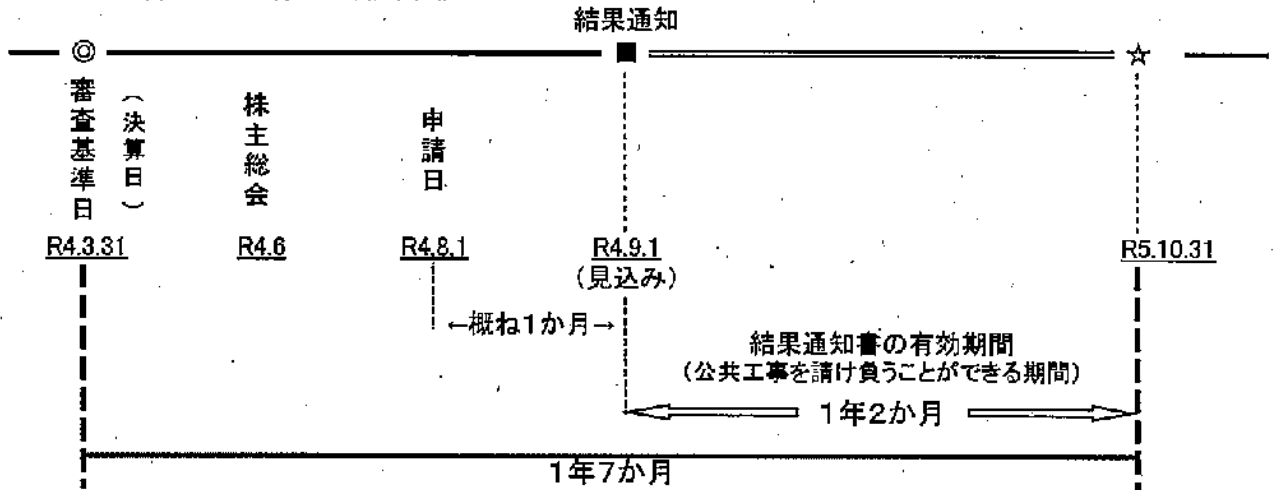 結果通知
審査基準日
（決算日）
株主総会
申請日
R4.3.31
R4.6
R4.8.1
R4.9.1
（見込み）
R5.10.31
←概ね1か月→
結果通知書の有効期間
（公共工事を請け負うことができる期間）
1年2か月
1年7か月